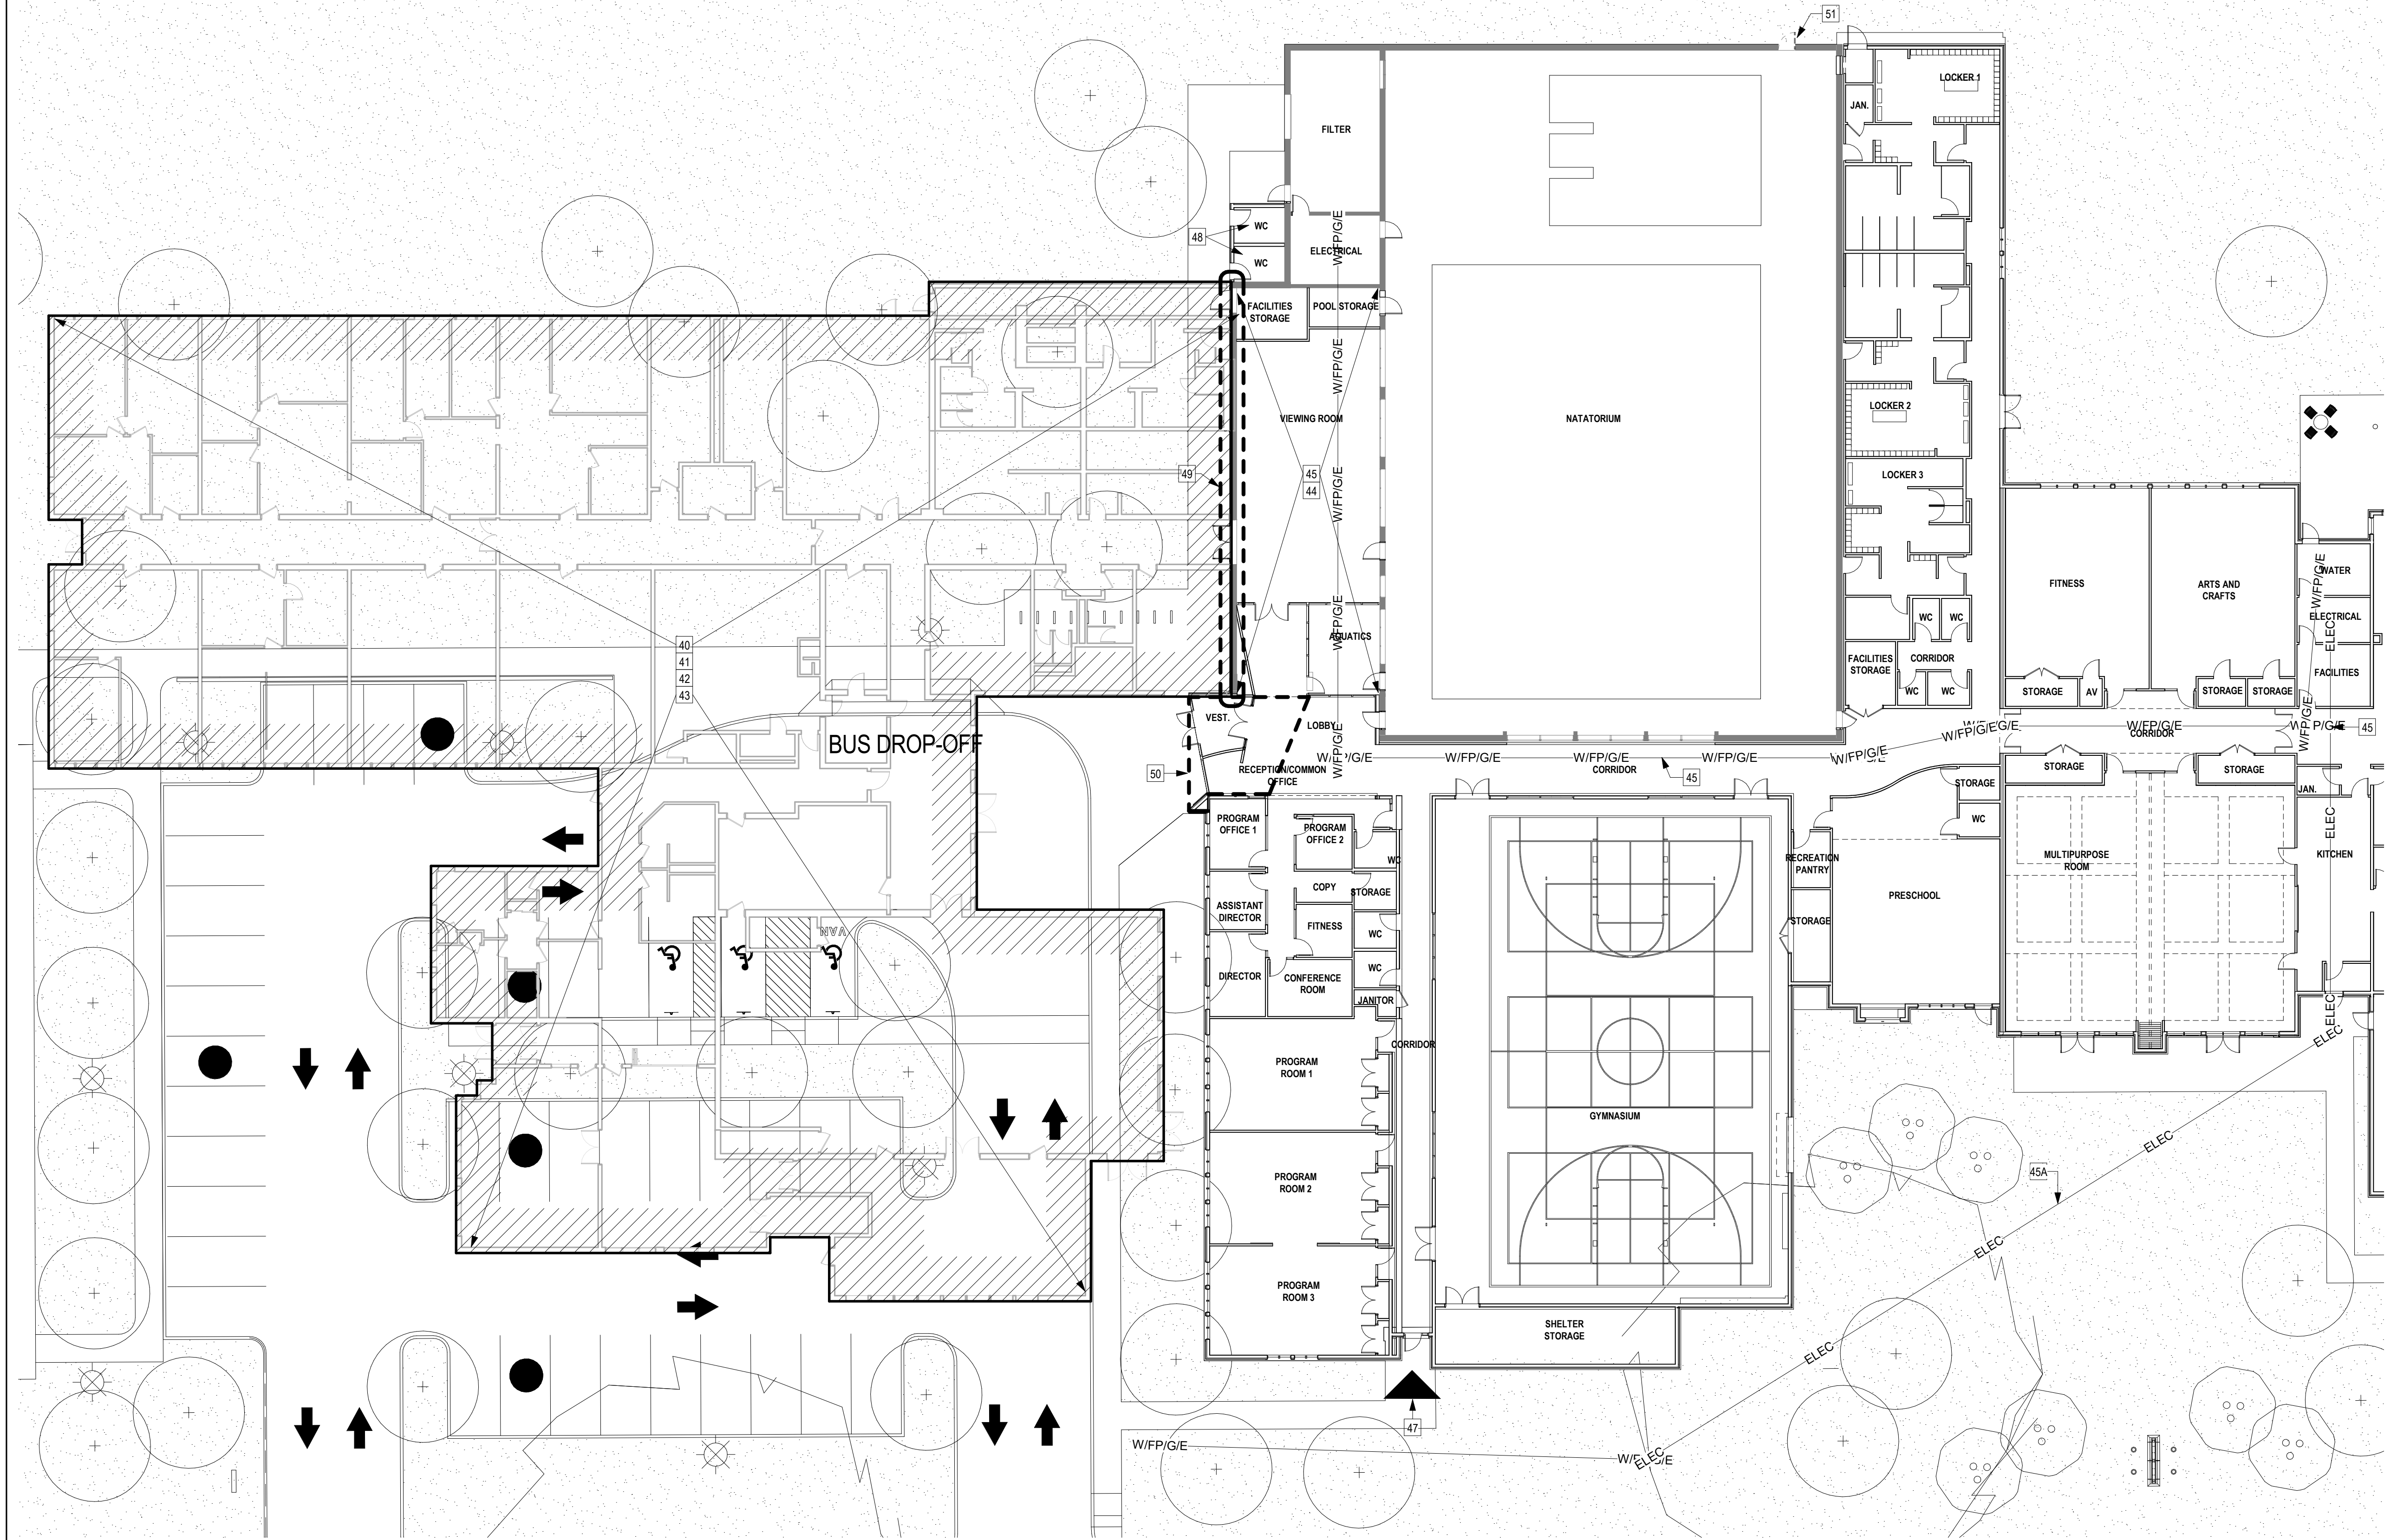 51
LOCKER 1
JAN.
FILTER
WC
48
ELECTRICAL
WC
W/FP/G/E
FACILITIES
STORAGE
POOL STORAGE
W/FP/G/E
VIEWING ROOM
NATATORIUM
LOCKER 2
49
45
44
W/FP/G/E
LOCKER 3
W/FP/G/E
FITNESS
ARTS AND
CRAFTS
WATER
W/FP/G/E
ELECTRICAL
ELEC
FACILITIES
40
41
42
43
AQUATICS
W/FP/G/E
WC
WC
FACILITIES
STORAGE
CORRIDOR
WC
WC
STORAGE
AV
STORAGE
STORAGE
VEST.
LOBBY
BUS DROP-OFF
W/FP/G/E
50
RECEPTION/COMMON
OFFICE
W/FP/G/E
W/FP/G/E
W/FP/G/E
W/FP/G/E
CORRIDOR
45
W/FP/G/E
W/FP/G/E
W/FP/G/E
CORRIDOR
W/FP/G/E
45
STORAGE
STORAGE
STORAGE
JAN.
WC
ELEC
PROGRAM
OFFICE 1
PROGRAM
OFFICE 2
WC
RECREATION
PANTRY
MULTIPURPOSE
ROOM
KITCHEN
COPY
STORAGE
PRESCHOOL
ASSISTANT
DIRECTOR
FITNESS
WC
STORAGE
VAN
DIRECTOR
CONFERENCE
ROOM
WC
JANITOR
ELEC
ELEC
CORRIDOR
PROGRAM
ROOM 1
GYMNASIUM
ELEC
45A
PROGRAM
ROOM 2
ELEC
PROGRAM
ROOM 3
SHELTER
STORAGE
ELEC
47
W/FP/G/E
ELEC